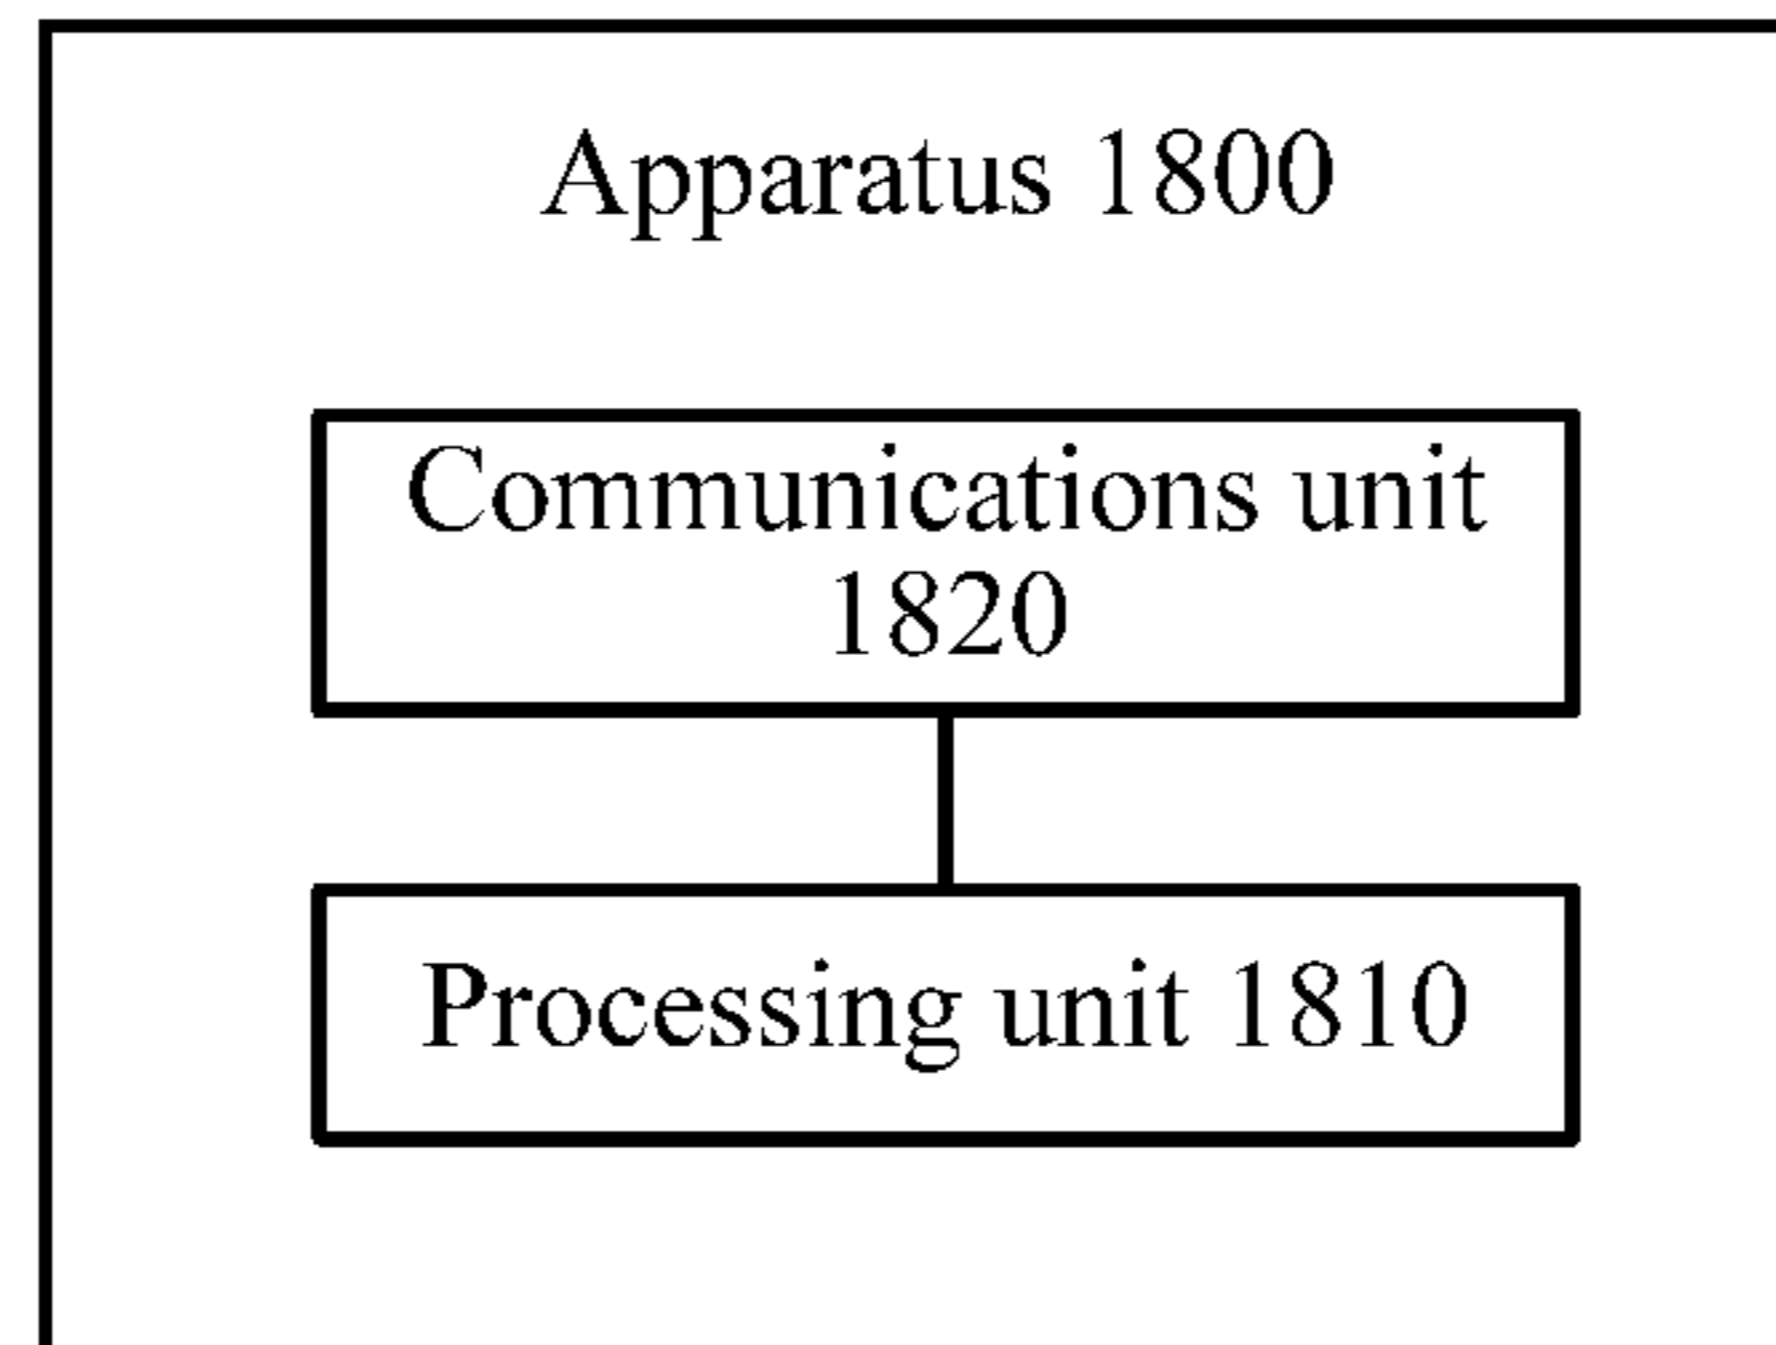 Apparatus 1800
Communications unit
1820
Processing unit 1810